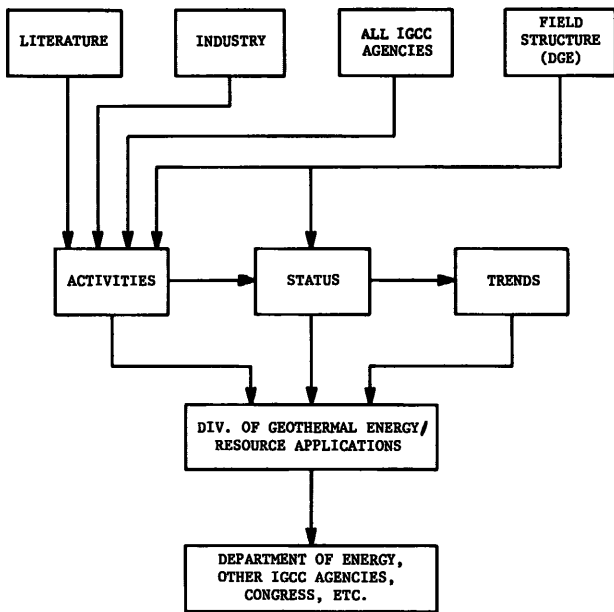 LITERATURE
INDUSTRY
ALL IGCC
AGENCIES
FIELD
STRUCTURE
(DGE)
ACTIVITIES
STATUS
TRENDS
DIV. OF GEOTHERMAL ENERGY/
RESOURCE APPLICATIONS
DEPARTMENT OF ENERGY,
OTHER IGCC AGENCIES,
CONGRESS, ETC.